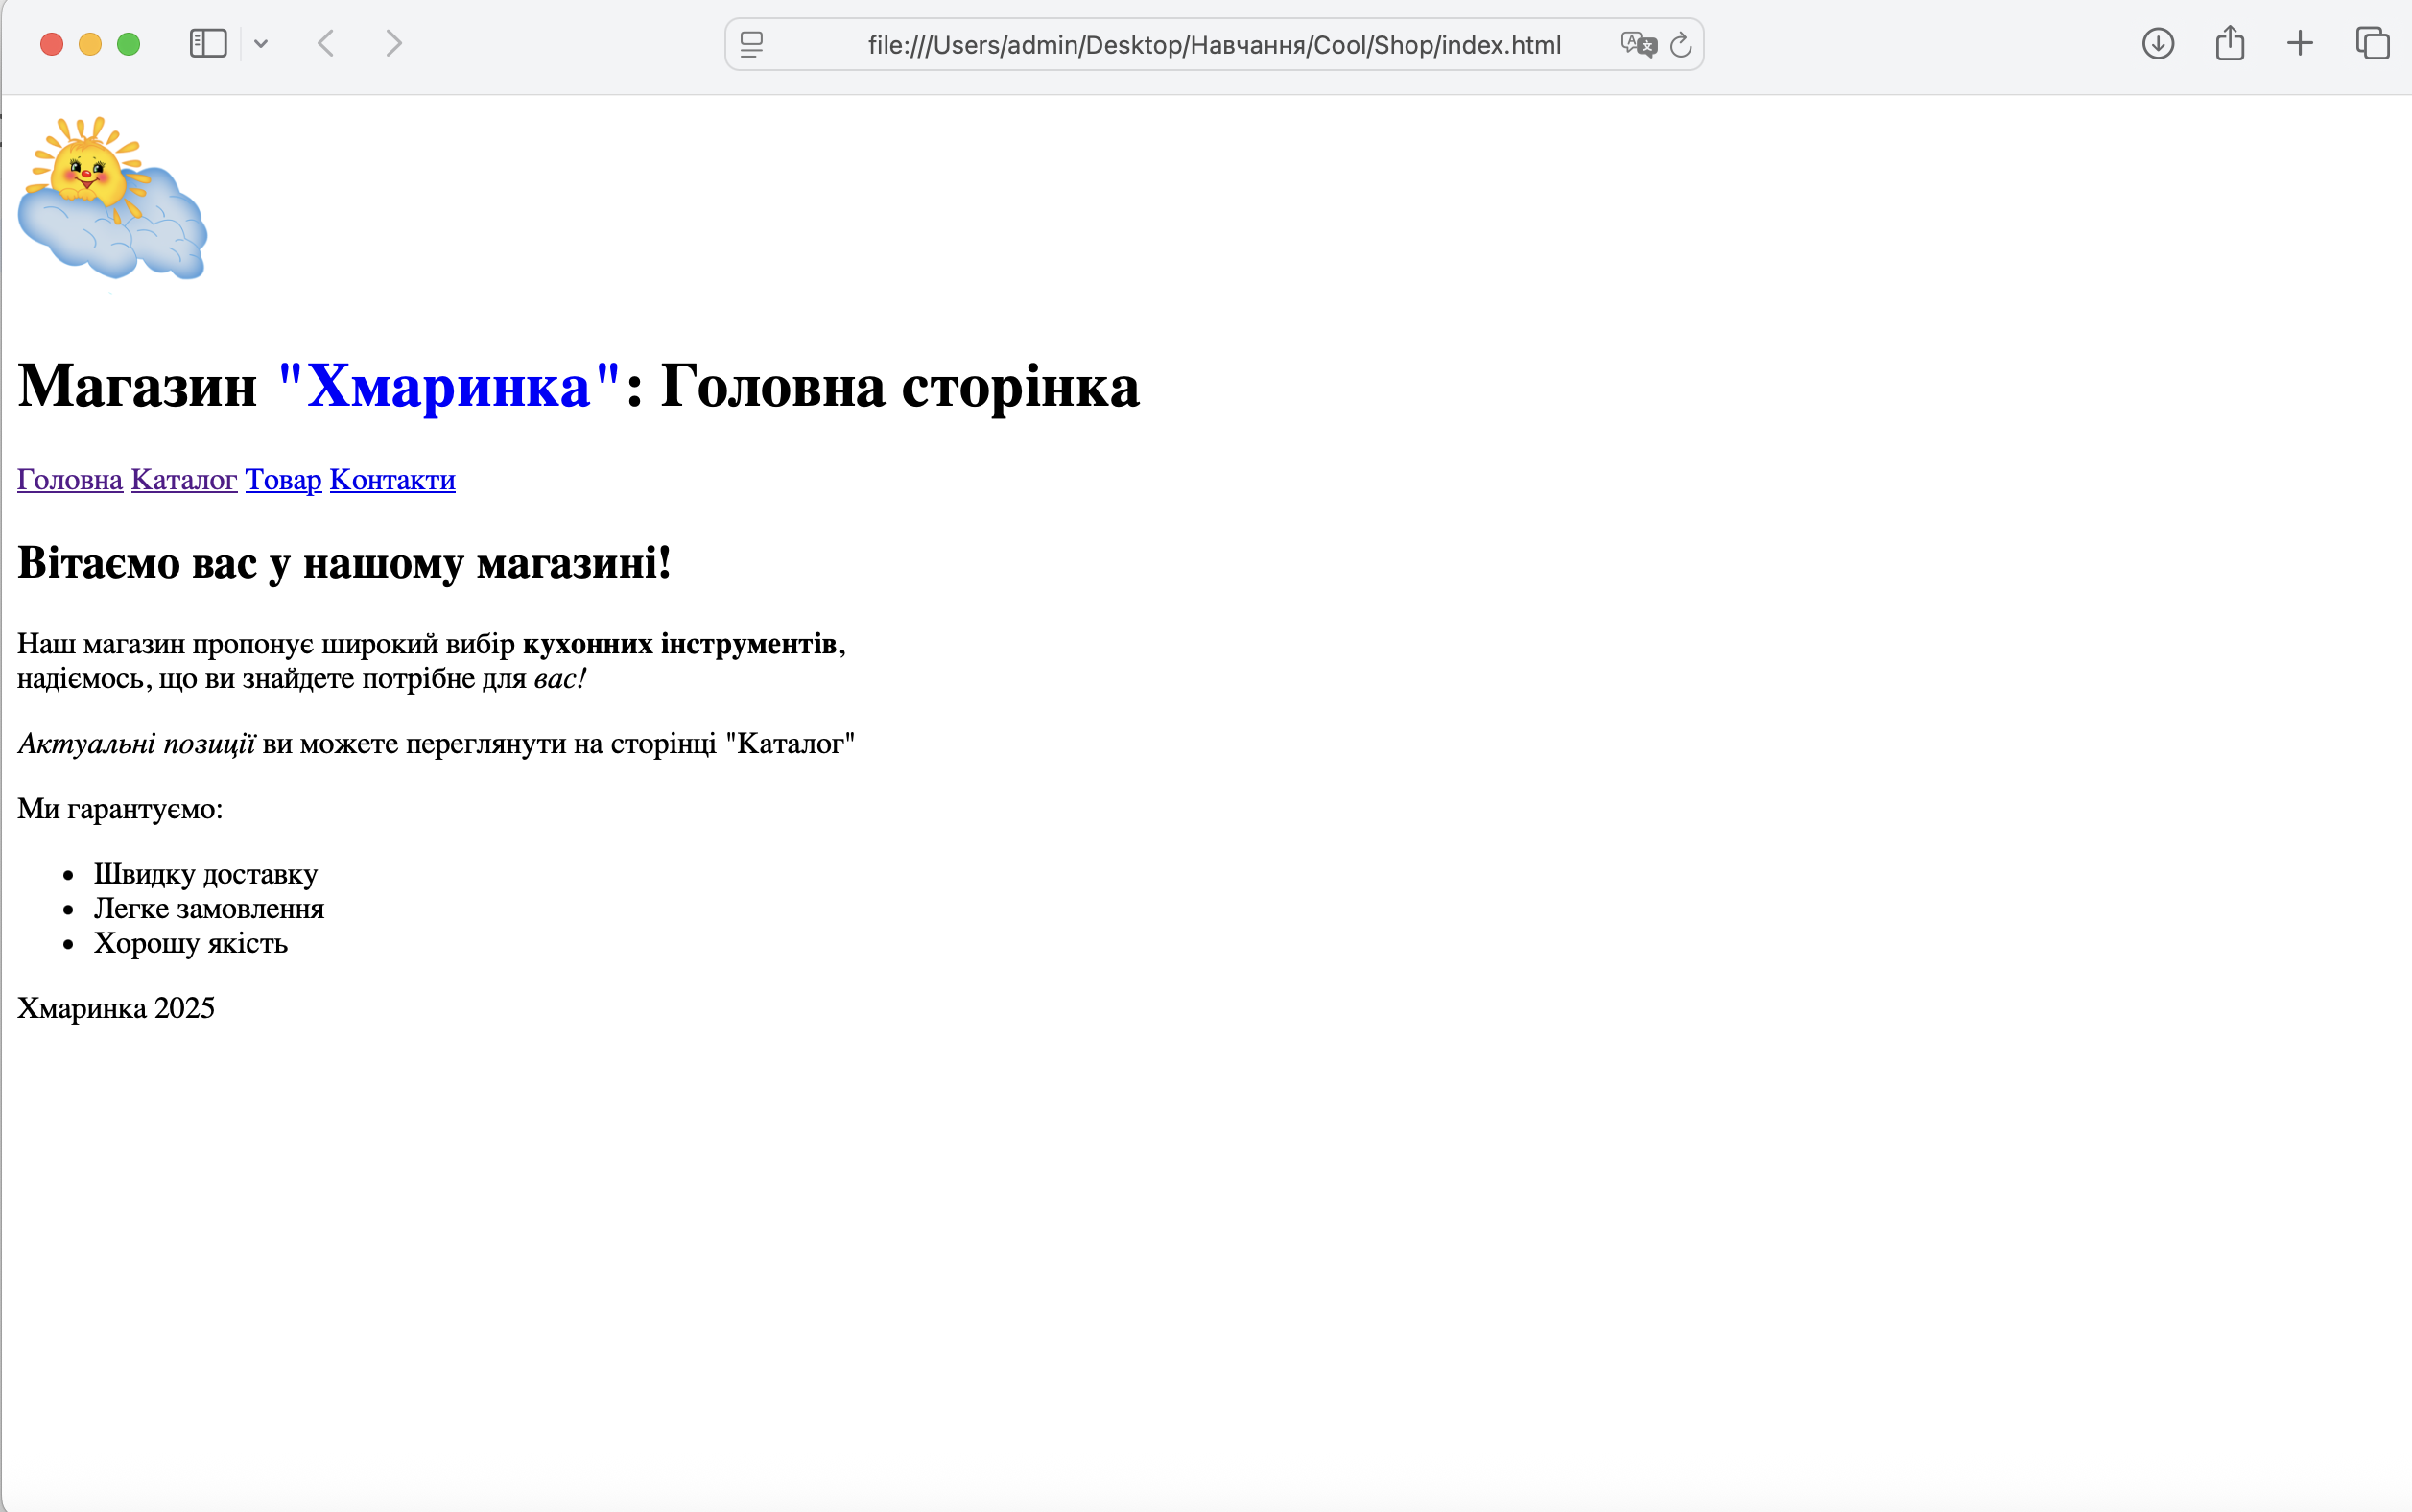 file:///Users/admin/Desktop/Навчання/Cool/Shop/index.html
Магазин "Хмаринка": Головна сторінка
Головна Каталог Товар Контакти
Вітаємо вас у нашому магазині!
Наш магазин пропонує широкий вибір кухонних інструментів,
надіємось, що ви знайдете потрібне для вас!
Актуальні позиції ви можете переглянути на сторінці "Каталог"
Ми гарантуємо:
• Швидку доставку
• Легке замовлення
• Хорошу якість
Хмаринка 2025